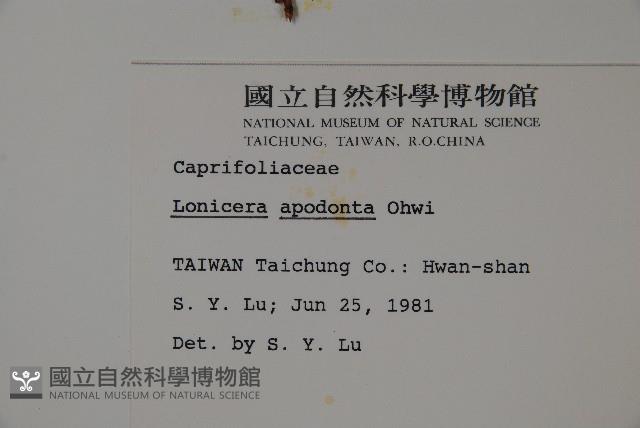 國立自然科學博物館
NATIONAL MUSEUM OF NATURAL SCIENCE
TAICHUNG, TAIWAN, R.O.CHINA
Caprifoliaceae
Lonicera apodonta Ohwi
TAIWAN Taichung Co.: Hwan-shan
S. Y. Lu; Jun 25, 1981
Det. by S. Y. Lu
國立自然科學博物館
NATIONAL MUSEUM OF NATURAL SCIENCE